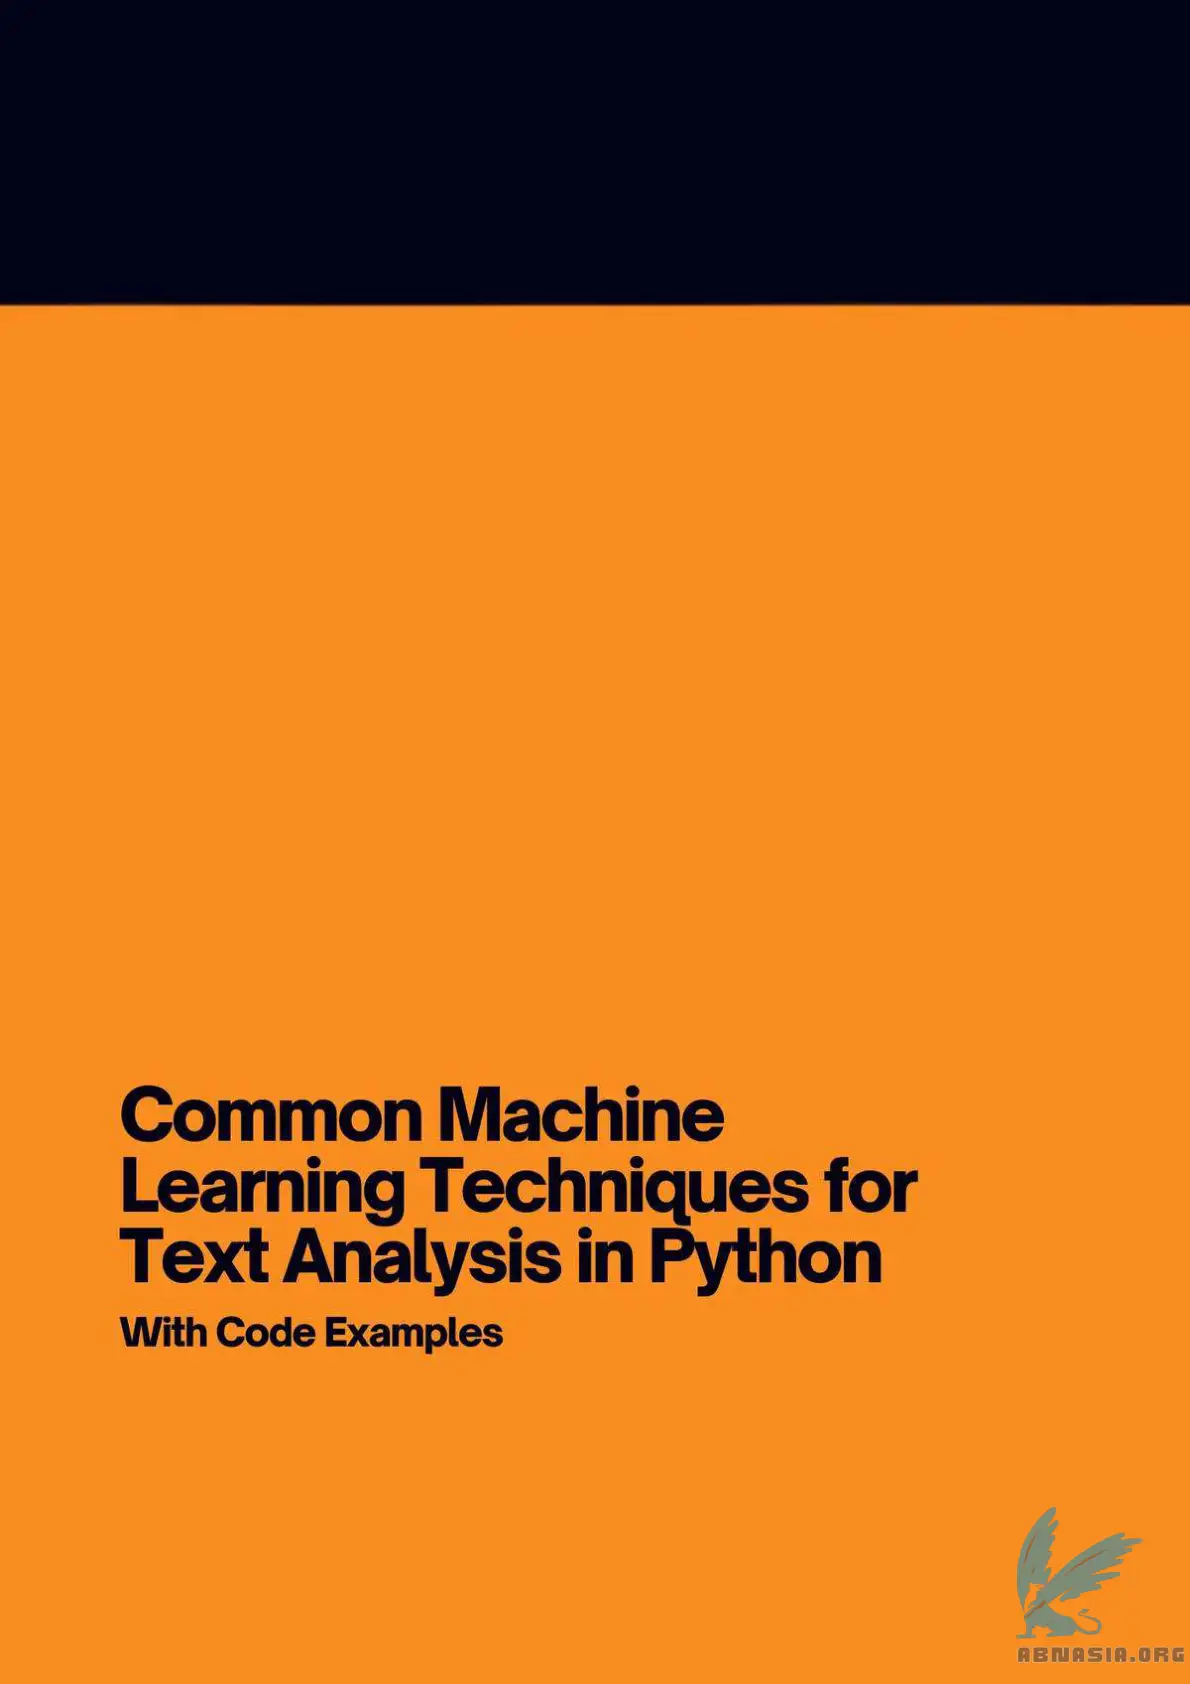 Common Machine
Learning Techniques for
Text Analysis in Python
With Code Examples
ABNASIA.ORG